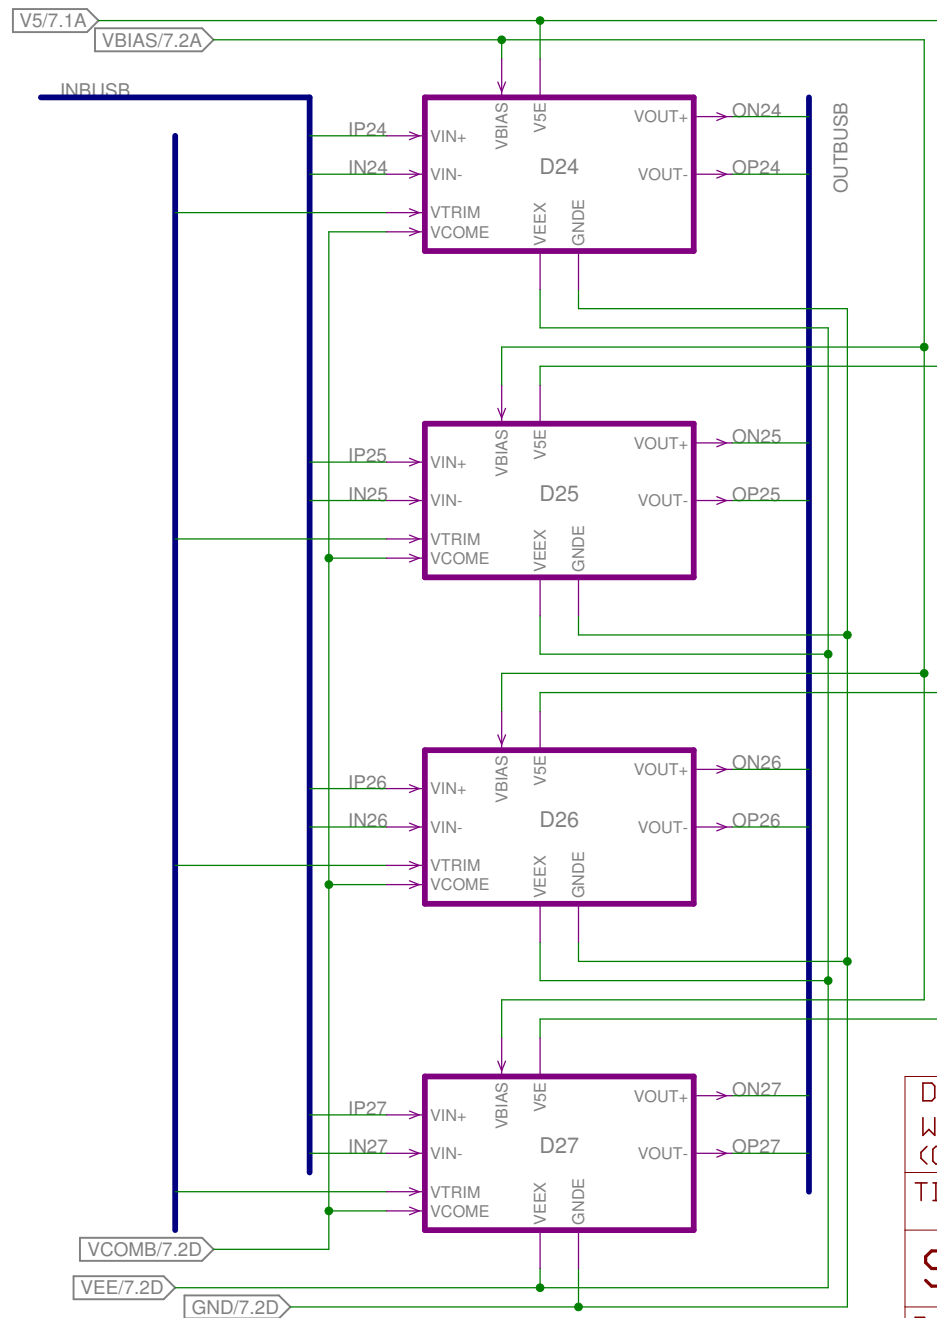 V5/7.1A
VBIAS/7.2A
INBUSB
OUTBUSB
IP24
IN24
VIN+
VIN-
VTRIM
VCOME
VBIAS
V5E
D24
VEEX
GNDE
VOUT+
VOUT-
ON24
OP24
IP25
IN25
VIN+
VIN-
VTRIM
VCOME
VBIAS
V5E
D25
VEEX
GNDE
VOUT+
VOUT-
ON25
OP25
IP26
IN26
VIN+
VIN-
VTRIM
VCOME
VBIAS
V5E
D26
VEEX
GNDE
VOUT+
VOUT-
ON26
OP26
IP27
IN27
VIN+
VIN-
VTRIM
VCOME
VBIAS
V5E
D27
VEEX
GNDE
VOUT+
VOUT-
ON27
OP27
VCOMB/7.2D
VEE/7.2D
GND/7.2D